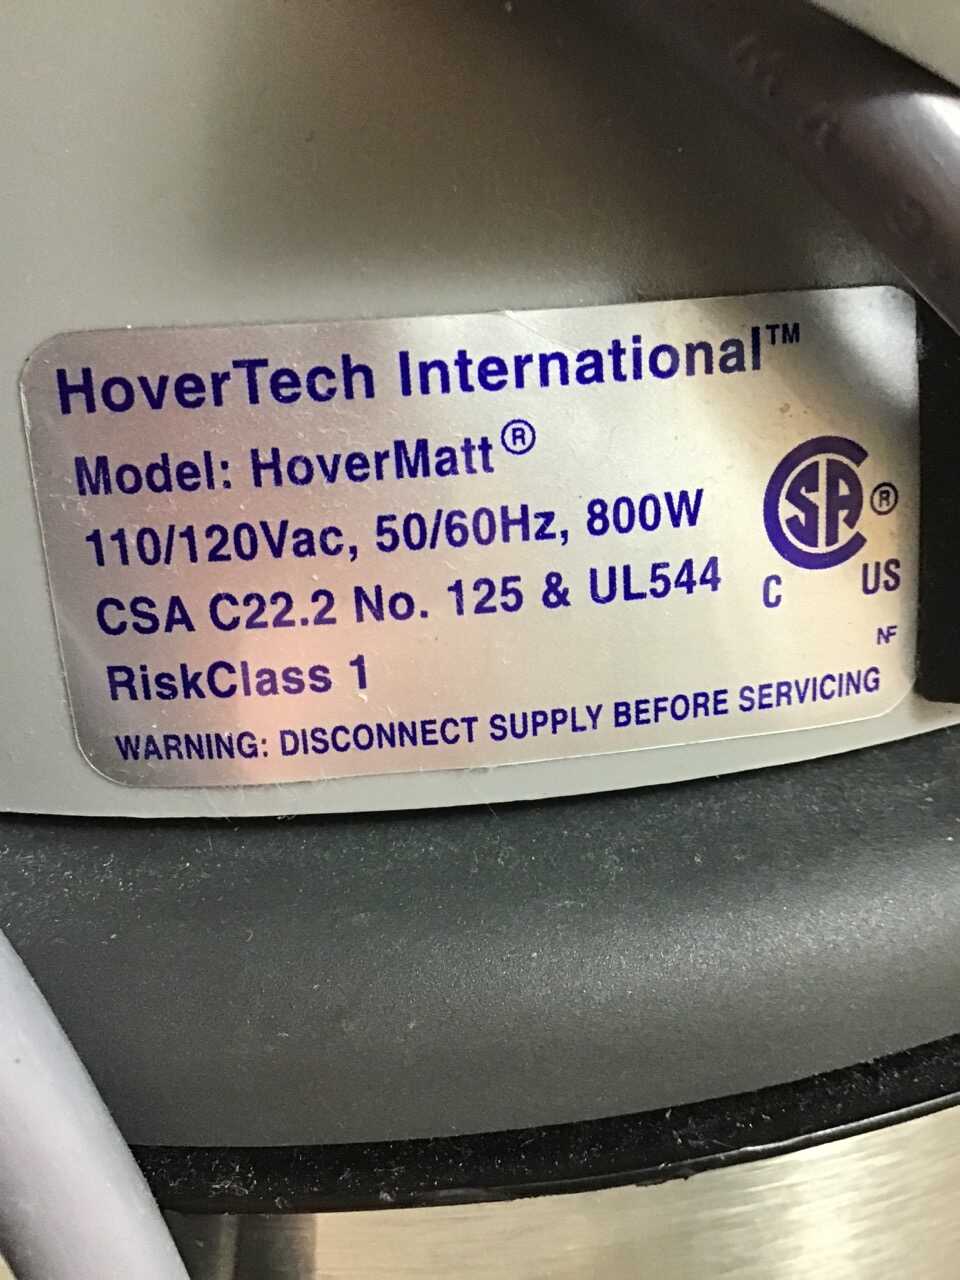 HoverTech International™
Model: HoverMatt®
110/120Vac, 50/60Hz, 800W
CSA C22.2 No. 125 & UL544
RiskClass 1
WARNING: DISCONNECT SUPPLY BEFORE SERVICING
SA ®
C US
NF